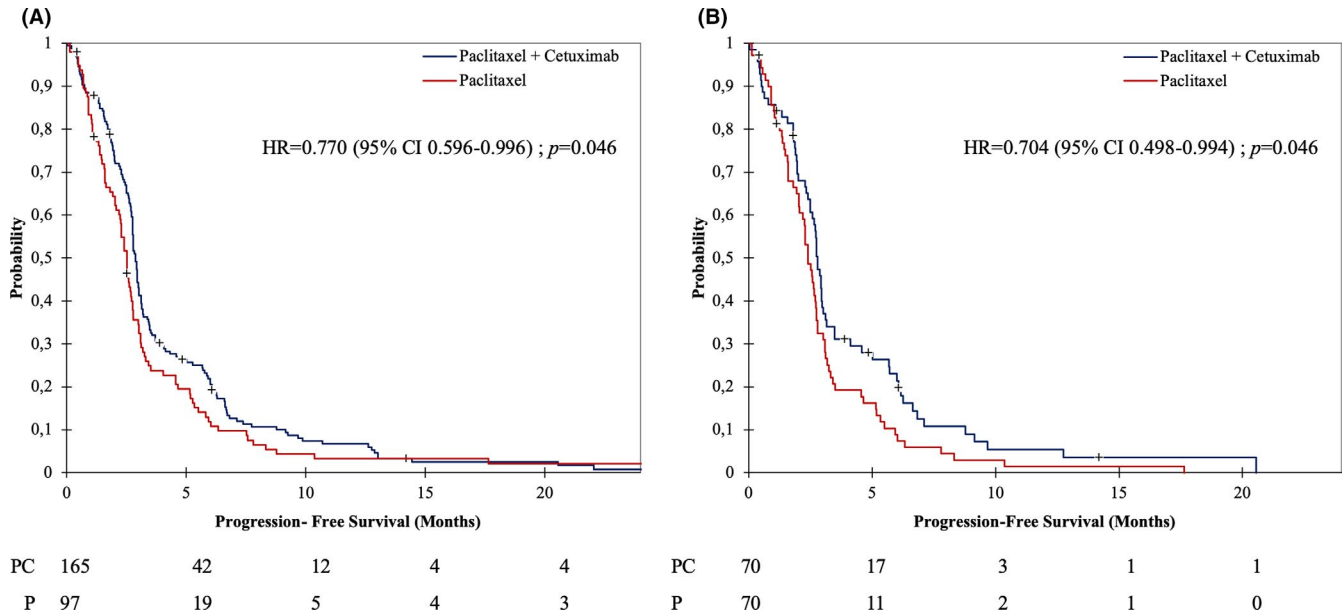 (A)
Paclitaxel + Cetuximab
Paclitaxel
HR=0.770 (95% CI 0.596-0.996) ; p=0.046
Probability
1
0,9
0,8
0,7
0,6
0,5
0,4
0,3
0,2
0,1
0
0 5 10 15 20
Progression- Free Survival (Months)
PC 165 42 12 4 4
P 97 19 5 4 3
(B)
Paclitaxel + Cetuximab
Paclitaxel
HR=0.704 (95% CI 0.498-0.994) ; p=0.046
Probability
1
0,9
0,8
0,7
0,6
0,5
0,4
0,3
0,2
0,1
0
0 5 10 15 20
Progression-Free Survival (Months)
PC 70 17 3 1 1
P 70 11 2 1 0